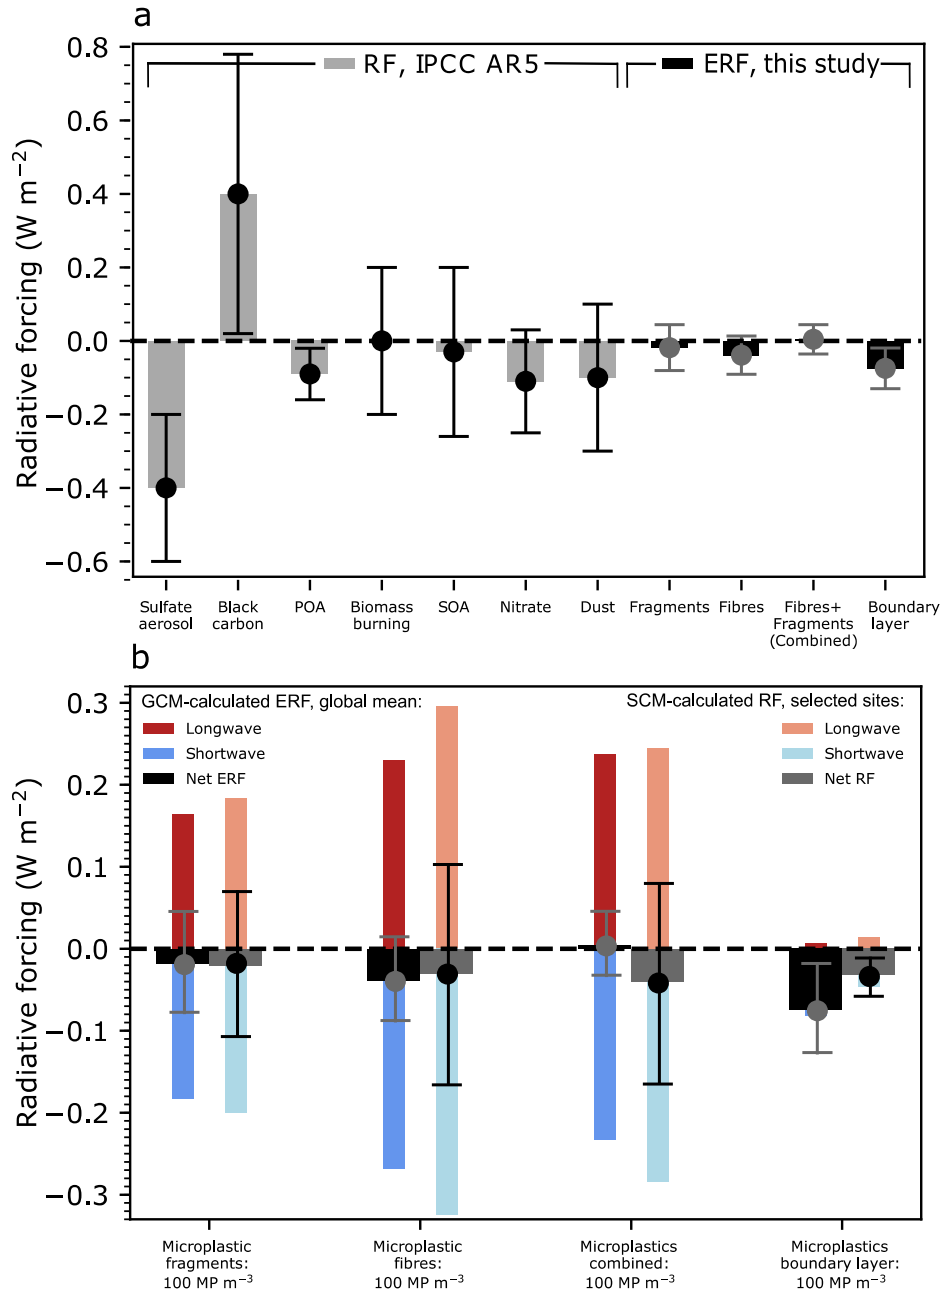 a
RF, IPCC AR5
ERF, this study
Radiative forcing (W m⁻²)
0.8
0.6
0.4
0.2
0.0
−0.2
−0.4
−0.6
Sulfate
aerosol
Black
carbon
POA
Biomass
burning
SOA
Nitrate
Dust
Fragments
Fibres
Fibres+
Fragments
(Combined)
Boundary
layer
b
GCM-calculated ERF, global mean:
Longwave
Shortwave
Net ERF
SCM-calculated RF, selected sites:
Longwave
Shortwave
Net RF
Radiative forcing (W m⁻²)
0.3
0.2
0.1
0.0
−0.1
−0.2
−0.3
Microplastic
fragments:
100 MP m⁻³
Microplastic
fibres:
100 MP m⁻³
Microplastics
combined:
100 MP m⁻³
Microplastics
boundary layer:
100 MP m⁻³